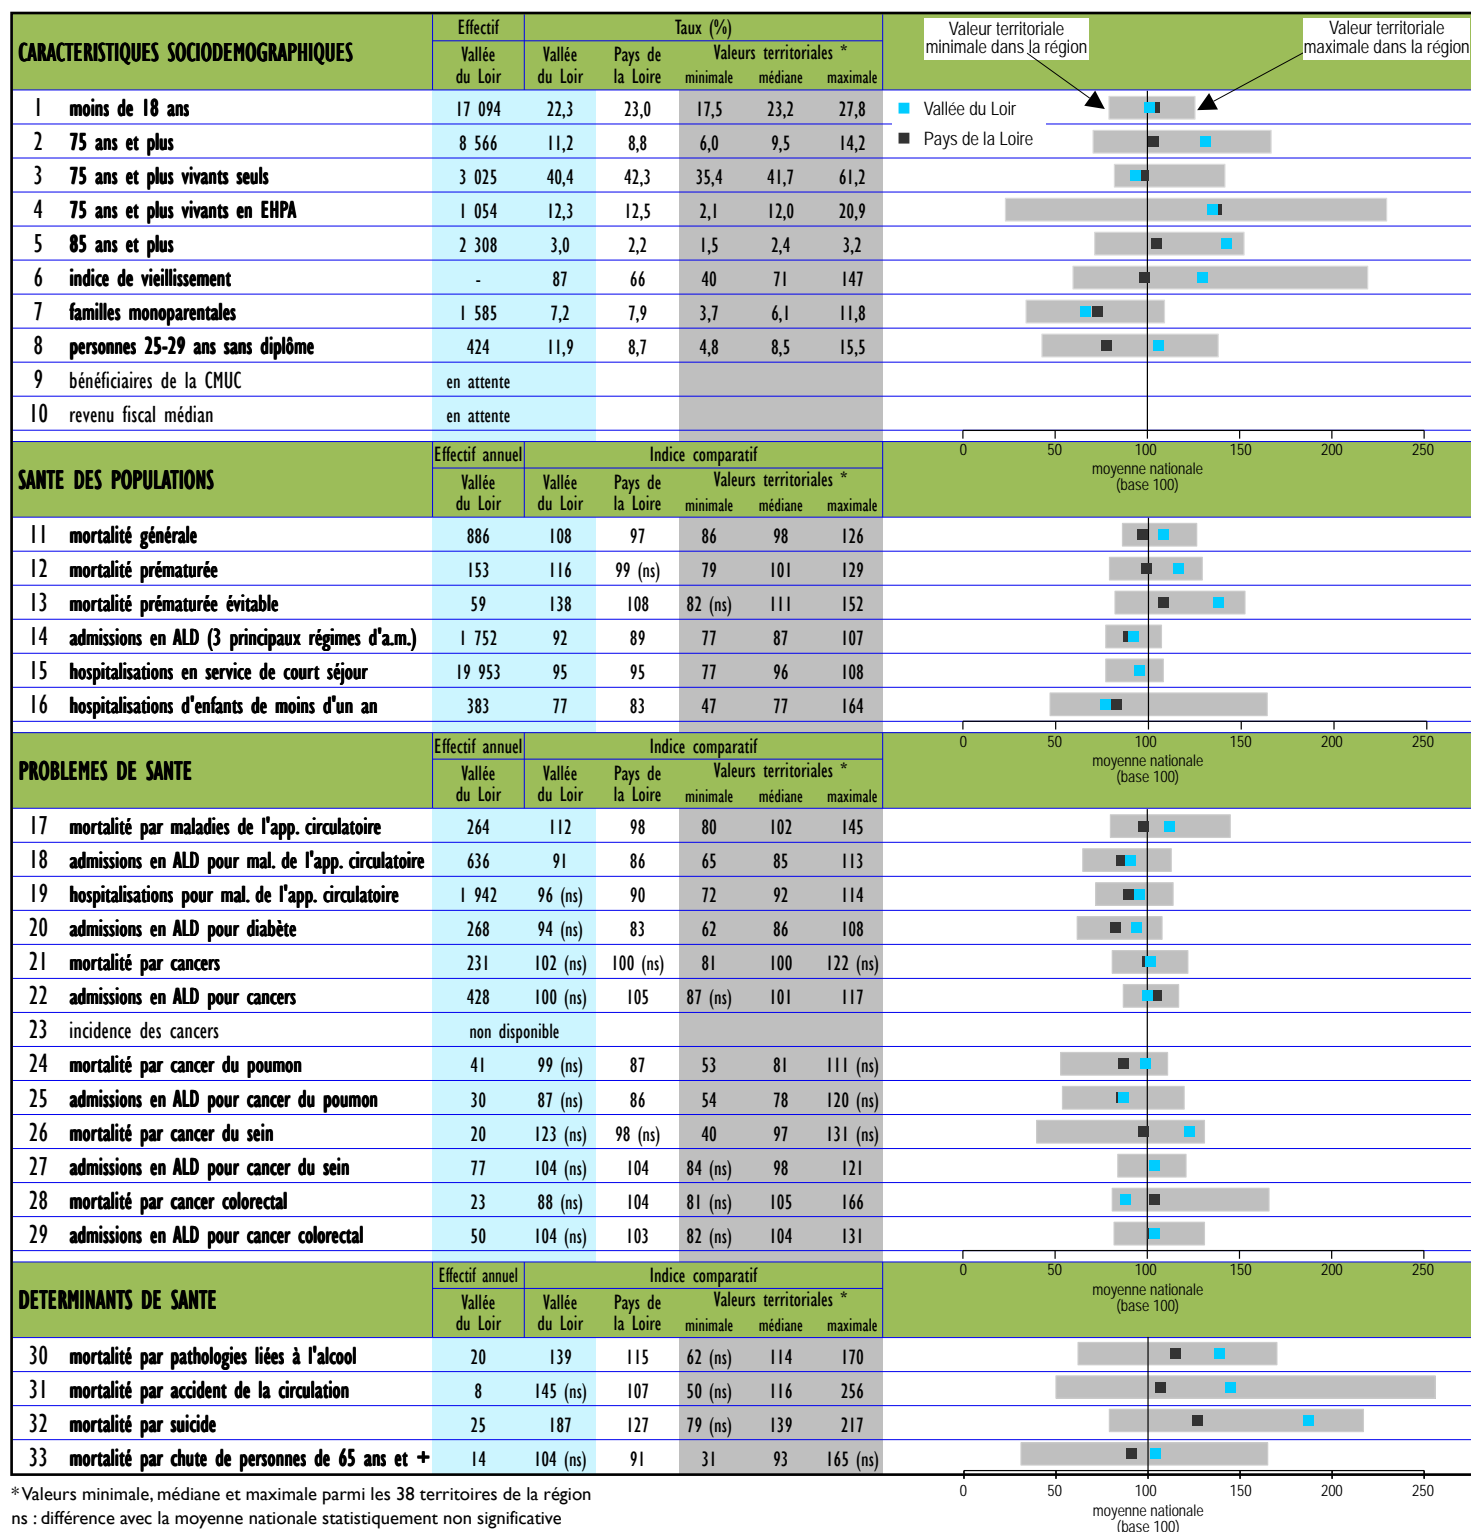 CARACTERISTIQUES SOCIODEMOGRAPHIQUES
Effectif Taux (%)
Vallée du Loir Vallée du Loir Pays de la Loire Valeurs territoriales *
minimale médiane maximale
Valeur territoriale minimale dans la région
Valeur territoriale maximale dans la région
Vallée du Loir
Pays de la Loire
1 moins de 18 ans 17 094 22,3 23,0 17,5 23,2 27,8
2 75 ans et plus 8 566 11,2 8,8 6,0 9,5 14,2
3 75 ans et plus vivants seuls 3 025 40,4 42,3 35,4 41,7 61,2
4 75 ans et plus vivants en EHPA 1 054 12,3 12,5 2,1 12,0 20,9
5 85 ans et plus 2 308 3,0 2,2 1,5 2,4 3,2
6 indice de vieillissement - 87 66 40 71 147
7 familles monoparentales 1 585 7,2 7,9 3,7 6,1 11,8
8 personnes 25-29 ans sans diplôme 424 11,9 8,7 4,8 8,5 15,5
9 bénéficiaires de la CMUC en attente
10 revenu fiscal médian en attente
0 50 100 150 200 250
moyenne nationale
(base 100)
SANTE DES POPULATIONS
Effectif annuel Indice comparatif
Vallée du Loir Vallée du Loir Pays de la Loire Valeurs territoriales *
minimale médiane maximale
11 mortalité générale 886 108 97 86 98 126
12 mortalité prématurée 153 116 99 (ns) 79 101 129
13 mortalité prématurée évitable 59 138 108 82 (ns) 111 152
14 admissions en ALD (3 principaux régimes d'a.m.) 1 752 92 89 77 87 107
15 hospitalisations en service de court séjour 19 953 95 95 77 96 108
16 hospitalisations d'enfants de moins d'un an 383 77 83 47 77 164
0 50 100 150 200 250
moyenne nationale
(base 100)
PROBLEMES DE SANTE
Effectif annuel Indice comparatif
Vallée du Loir Vallée du Loir Pays de la Loire Valeurs territoriales *
minimale médiane maximale
17 mortalité par maladies de l'app. circulatoire 264 112 98 80 102 145
18 admissions en ALD pour mal. de l'app. circulatoire 636 91 86 65 85 113
19 hospitalisations pour mal. de l'app. circulatoire 1 942 96 (ns) 90 72 92 114
20 admissions en ALD pour diabète 268 94 (ns) 83 62 86 108
21 mortalité par cancers 231 102 (ns) 100 (ns) 81 100 122 (ns)
22 admissions en ALD pour cancers 428 100 (ns) 105 87 (ns) 101 117
23 incidence des cancers non disponible
24 mortalité par cancer du poumon 41 99 (ns) 87 53 81 111 (ns)
25 admissions en ALD pour cancer du poumon 30 87 (ns) 86 54 78 120 (ns)
26 mortalité par cancer du sein 20 123 (ns) 98 (ns) 40 97 131 (ns)
27 admissions en ALD pour cancer du sein 77 104 (ns) 104 84 (ns) 98 121
28 mortalité par cancer colorectal 23 88 (ns) 104 81 (ns) 105 166
29 admissions en ALD pour cancer colorectal 50 104 (ns) 103 82 (ns) 104 131
0 50 100 150 200 250
moyenne nationale
(base 100)
DETERMINANTS DE SANTE
Effectif annuel Indice comparatif
Vallée du Loir Vallée du Loir Pays de la Loire Valeurs territoriales *
minimale médiane maximale
30 mortalité par pathologies liées à l'alcool 20 139 115 62 (ns) 114 170
31 mortalité par accident de la circulation 8 145 (ns) 107 50 (ns) 116 256
32 mortalité par suicide 25 187 127 79 (ns) 139 217
33 mortalité par chute de personnes de 65 ans et + 14 104 (ns) 91 31 93 165 (ns)
0 50 100 150 200 250
moyenne nationale
(base 100)
* Valeurs minimale, médiane et maximale parmi les 38 territoires de la région
ns : différence avec la moyenne nationale statistiquement non significative